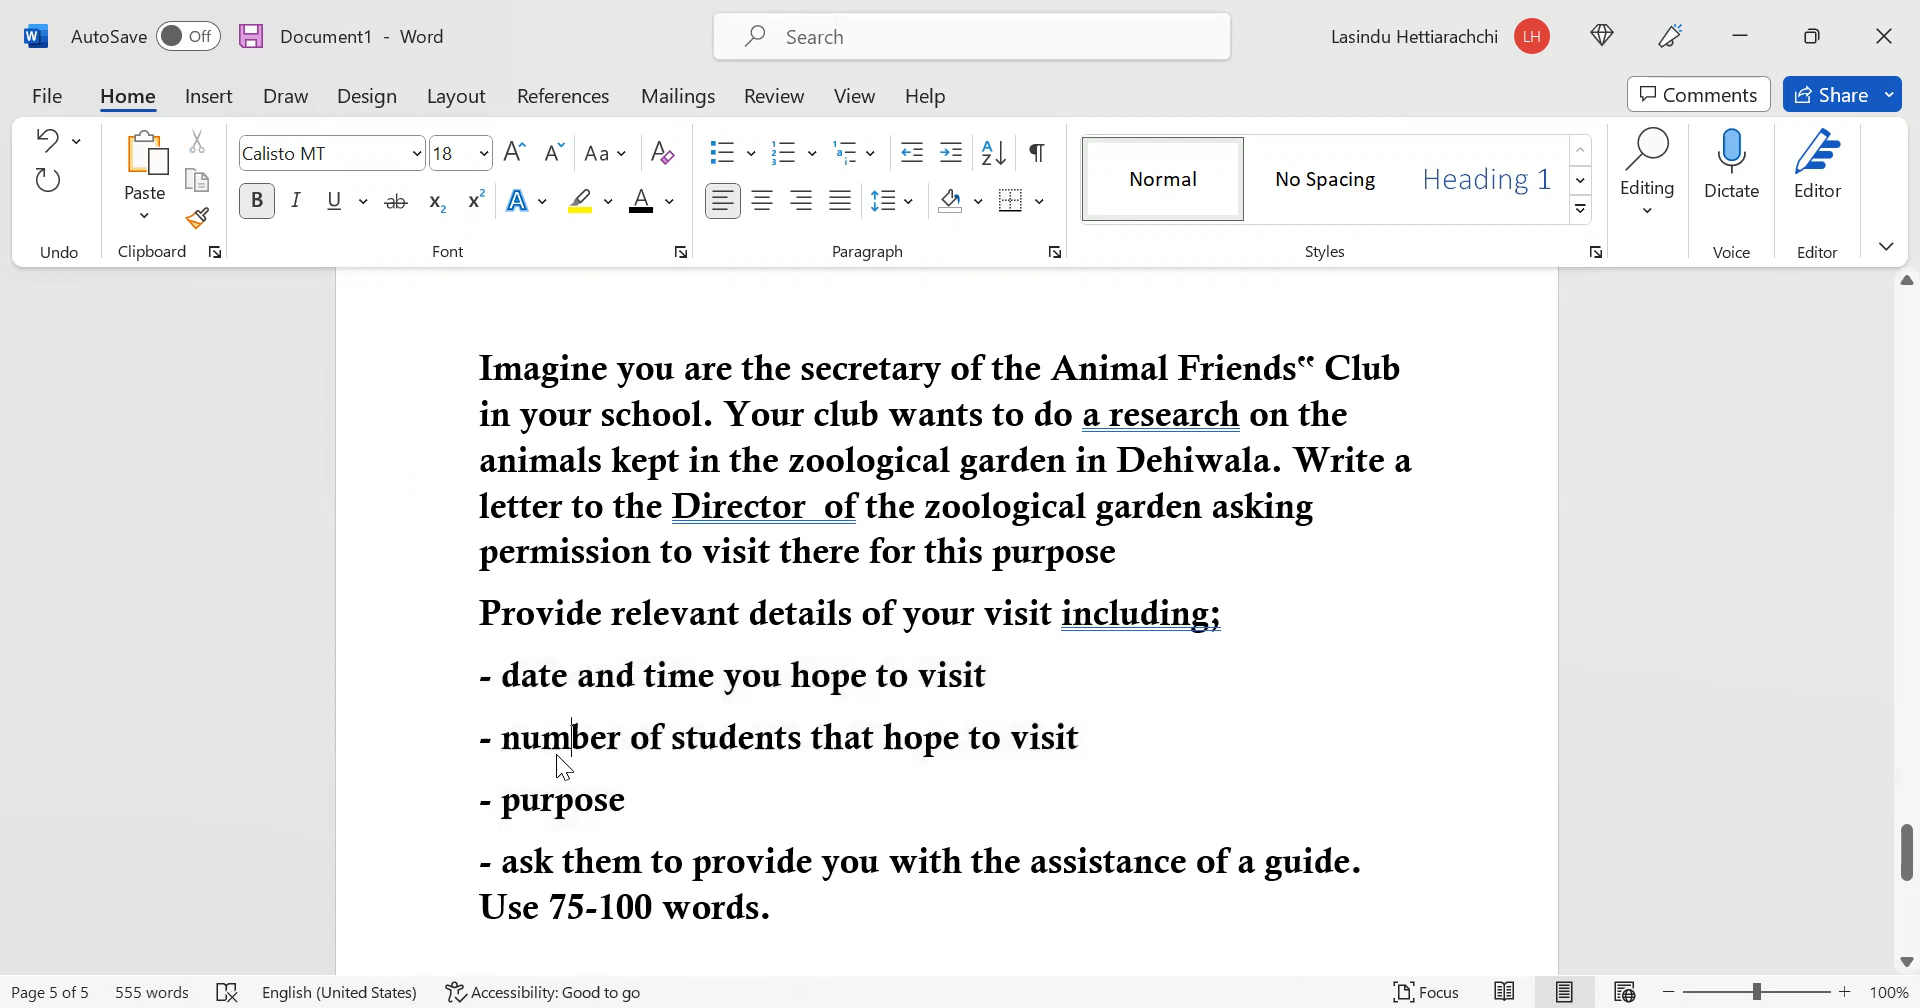 AutoSave Off Document1 - Word Search Lasindu Hettiarachchi LH
File Home Insert Draw Design Layout References Mailings Review View Help Comments Share
Calisto MT 18 Aa
Paste Normal No Spacing Heading 1 Editing Dictate Editor
B I U ab x2 x2 A A
Undo Clipboard Font Paragraph Styles Voice Editor
Imagine you are the secretary of the Animal Friends‟ Club
in your school. Your club wants to do a research on the
animals kept in the zoological garden in Dehiwala. Write a
letter to the Director of the zoological garden asking
permission to visit there for this purpose
Provide relevant details of your visit including;
- date and time you hope to visit
- number of students that hope to visit
- purpose
- ask them to provide you with the assistance of a guide.
Use 75-100 words.
Page 5 of 5 555 words English (United States) Accessibility: Good to go Focus 100%